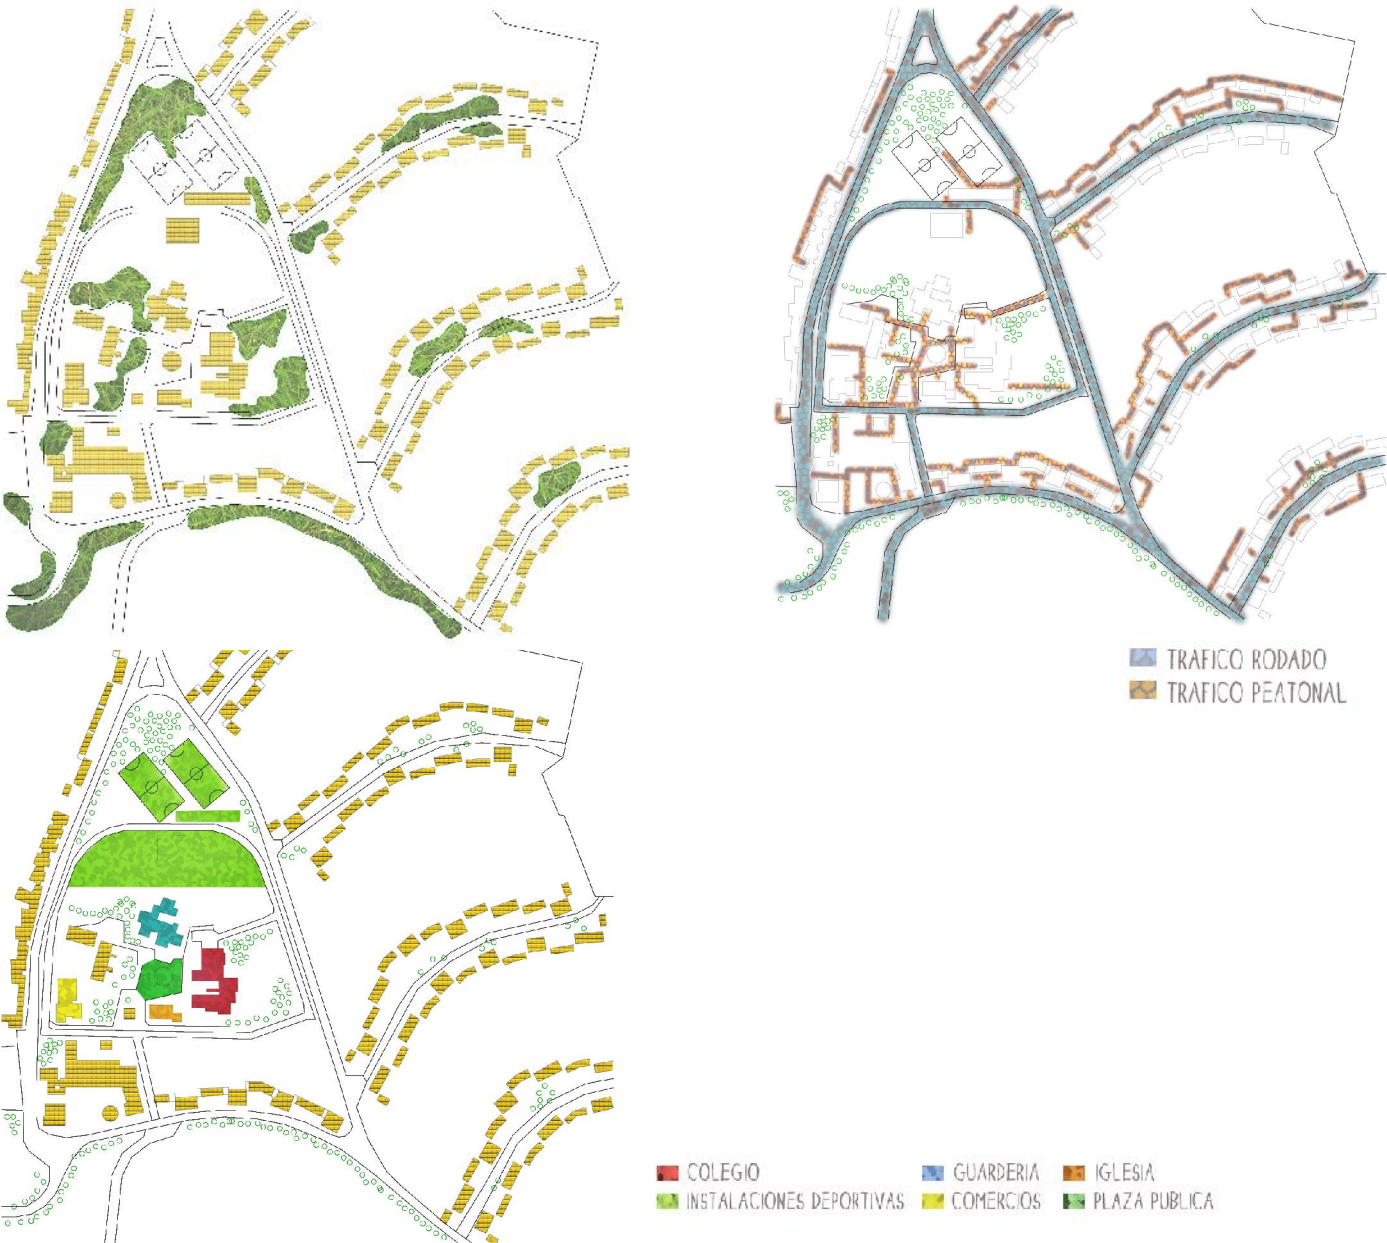 TRAFICO RODADO
TRAFICO PEATONAL
COLEGIO GUARDERIA IGLESIA
INSTALACIONES DEPORTIVAS COMERCIOS PLAZA PUBLICA